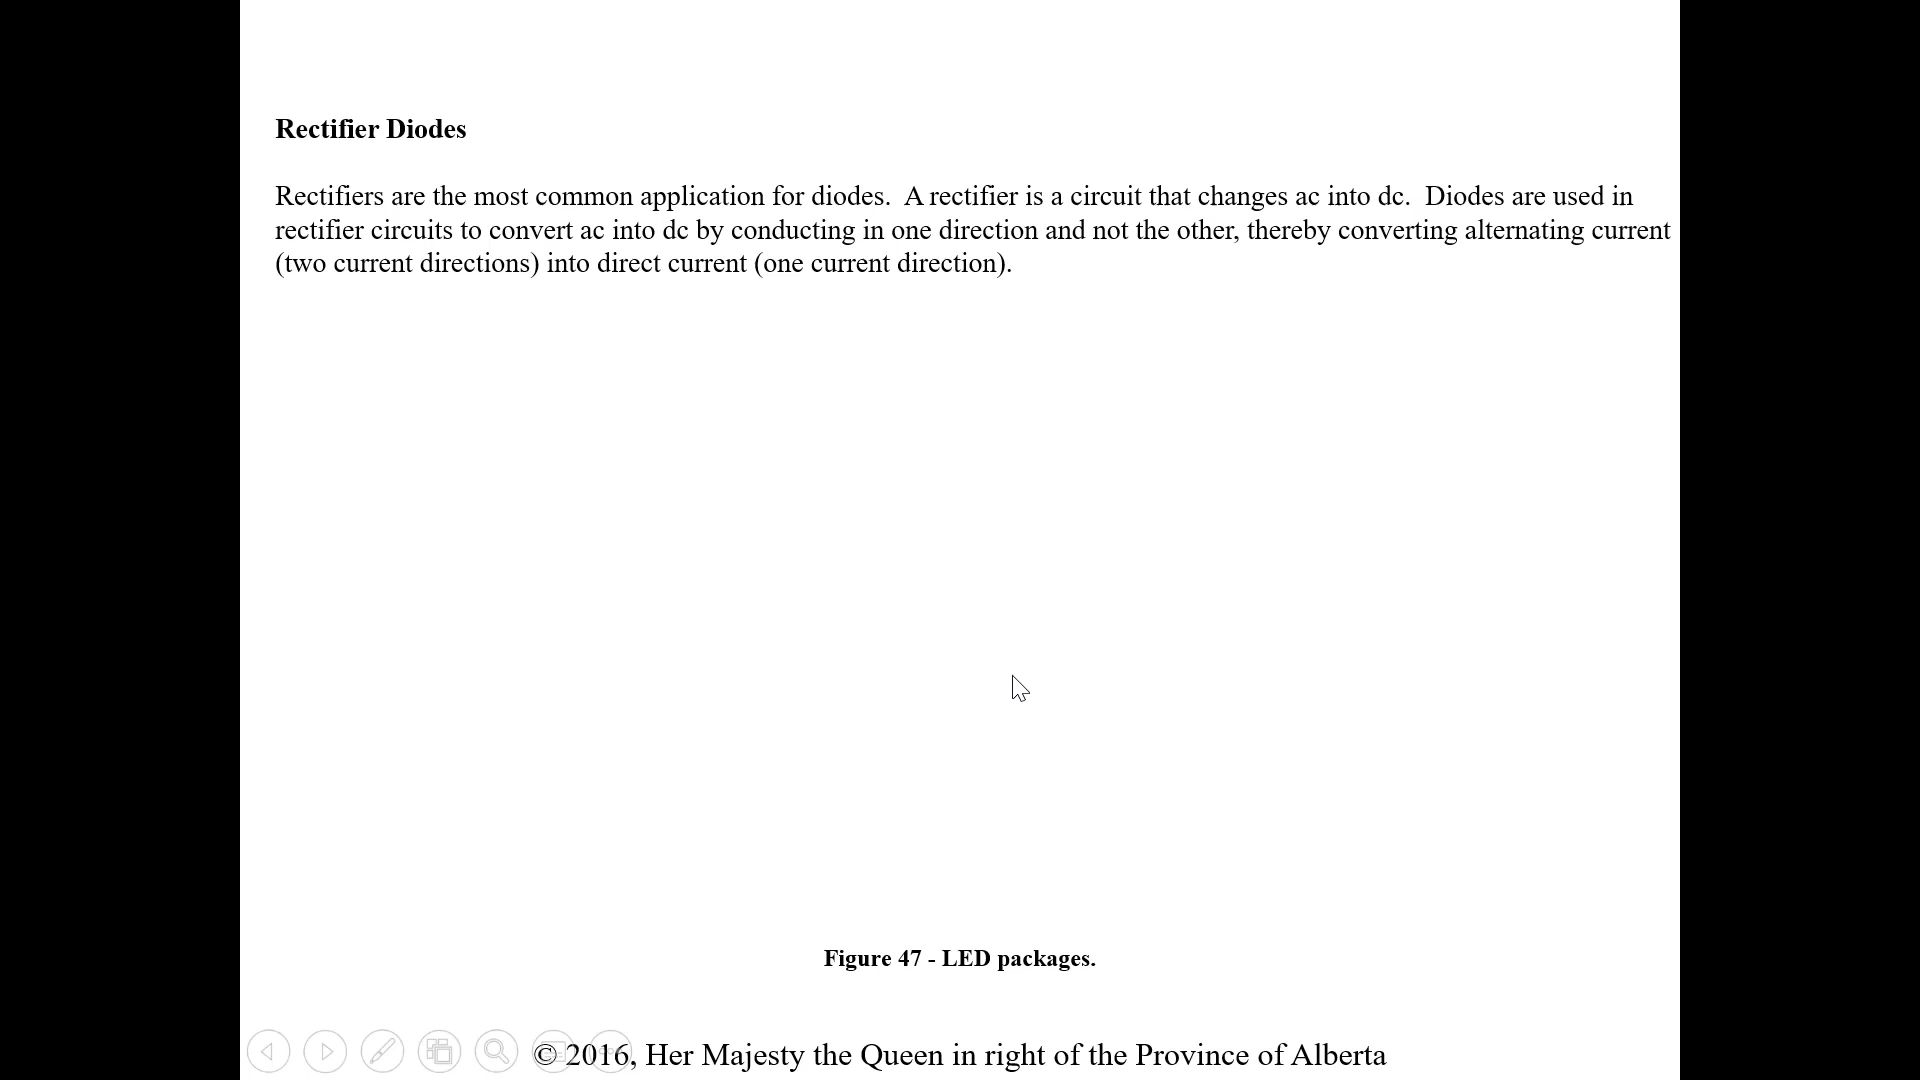 Rectifier Diodes
Rectifiers are the most common application for diodes.  A rectifier is a circuit that changes ac into dc.  Diodes are used in
rectifier circuits to convert ac into dc by conducting in one direction and not the other, thereby converting alternating current
(two current directions) into direct current (one current direction).
Figure 47 - LED packages.
© 2016, Her Majesty the Queen in right of the Province of Alberta